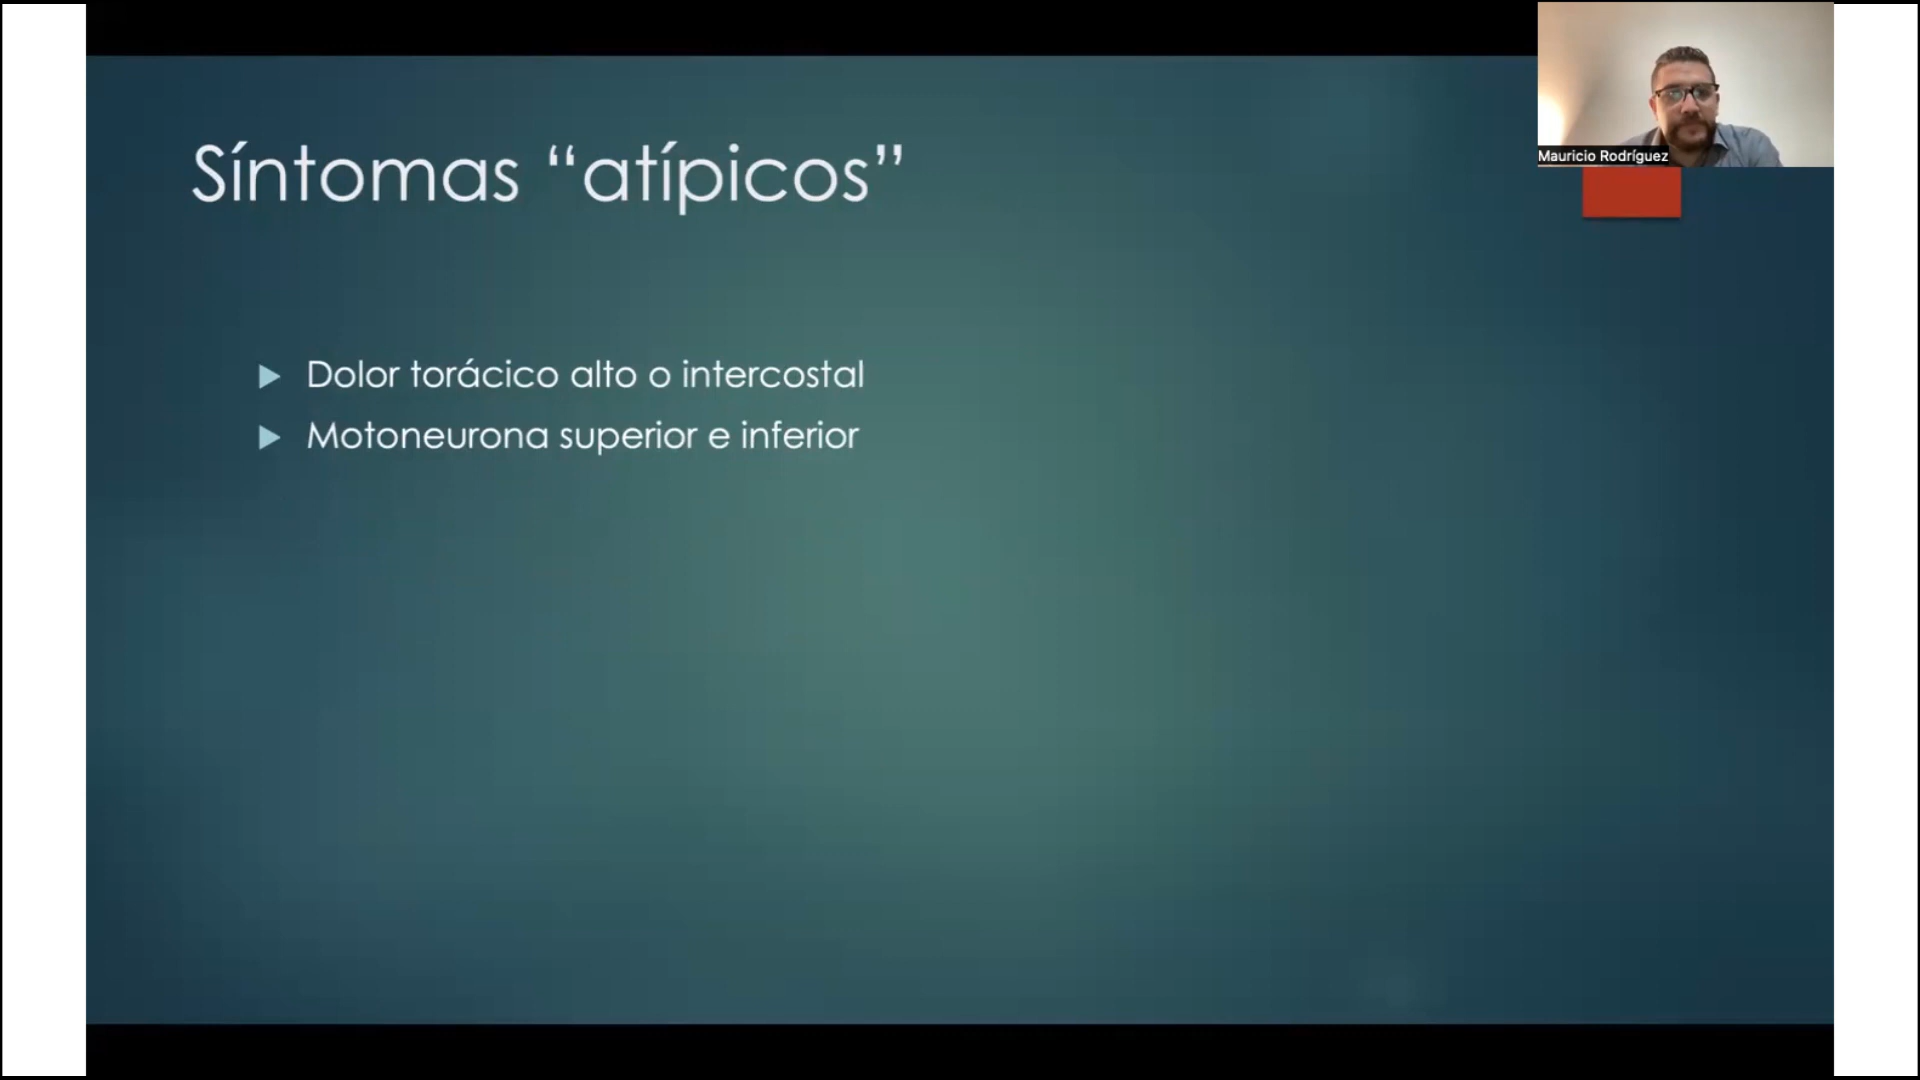 Síntomas “atípicos”
Mauricio Rodríguez
Dolor torácico alto o intercostal
Motoneurona superior e inferior